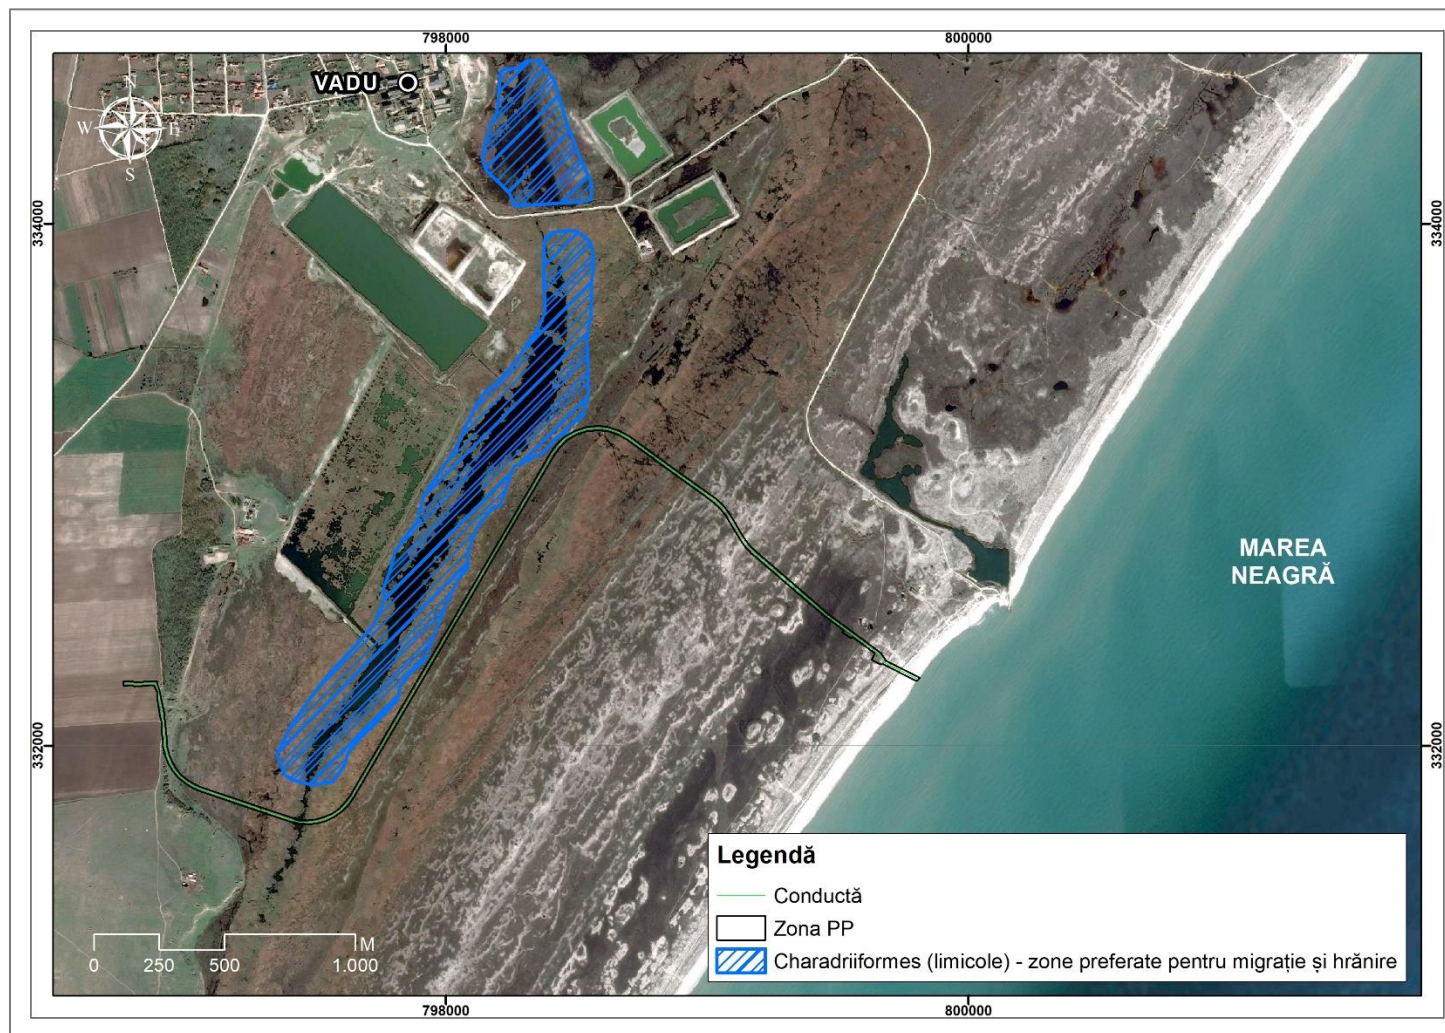 798000 800000
VADU
N
W E
S
334000 334000
MAREA
NEAGRĂ
332000 332000
Legendă
Conductă
Zona PP
Charadriiformes (limicole) - zone preferate pentru migrație și hrănire
M
0 250 500 1.000
798000 800000